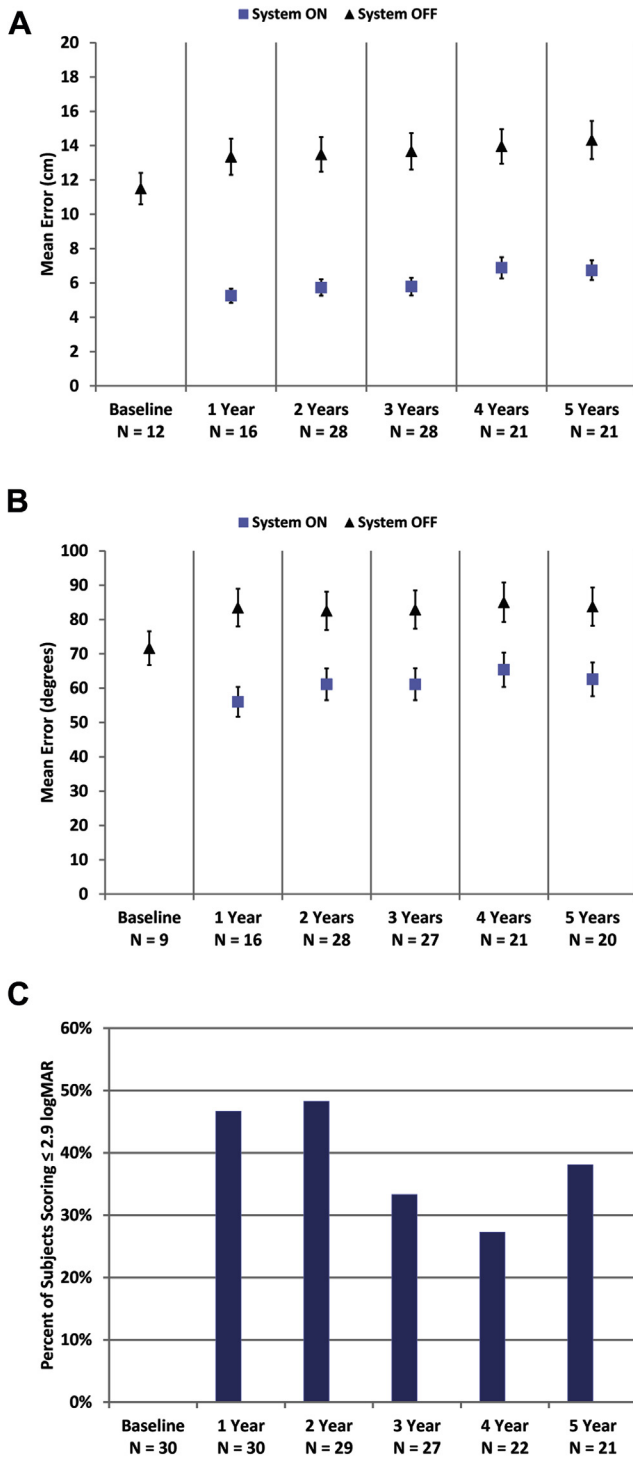 A
System ON System OFF
20
18
16
14
12
10
8
6
4
2
0
Mean Error (cm)
Baseline 1 Year 2 Years 3 Years 4 Years 5 Years
N = 12 N = 16 N = 28 N = 28 N = 21 N = 21
B
System ON System OFF
100
90
80
70
60
50
40
30
20
10
0
Mean Error (degrees)
Baseline 1 Year 2 Years 3 Years 4 Years 5 Years
N = 9 N = 16 N = 28 N = 27 N = 21 N = 20
C
60%
50%
40%
30%
20%
10%
0%
Percent of Subjects Scoring ≤ 2.9 logMAR
Baseline 1 Year 2 Year 3 Year 4 Year 5 Year
N = 30 N = 30 N = 29 N = 27 N = 22 N = 21